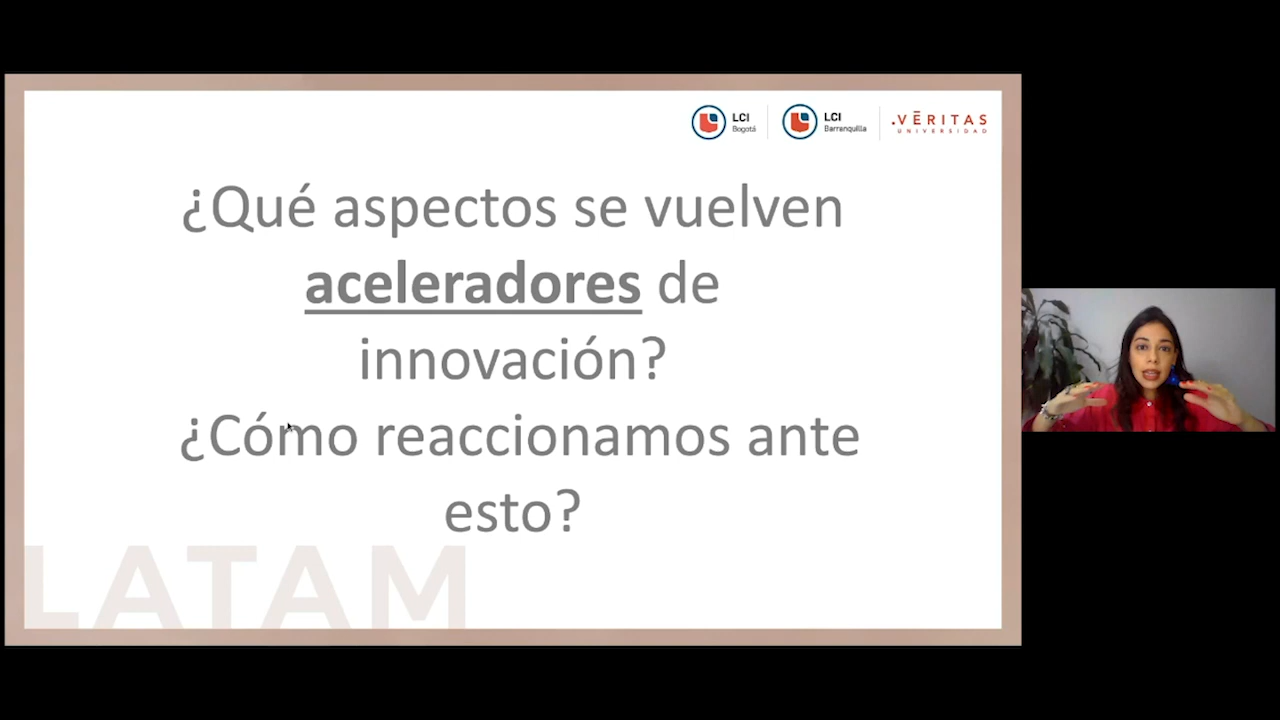 LCI
Bogotá
LCI
Barranquilla
.VĒRITAS
UNIVERSIDAD
¿Qué aspectos se vuelven
aceleradores de
innovación?
¿Cómo reaccionamos ante
esto?
LATAM